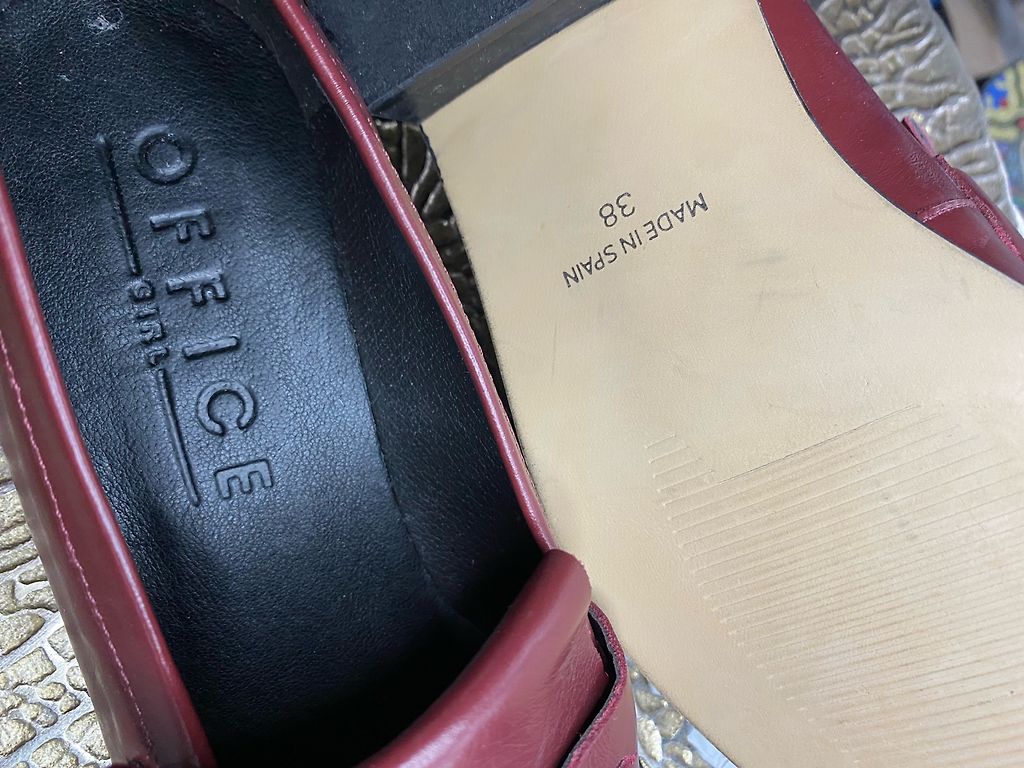 OFFICE
GIRL
MADE IN SPAIN
38